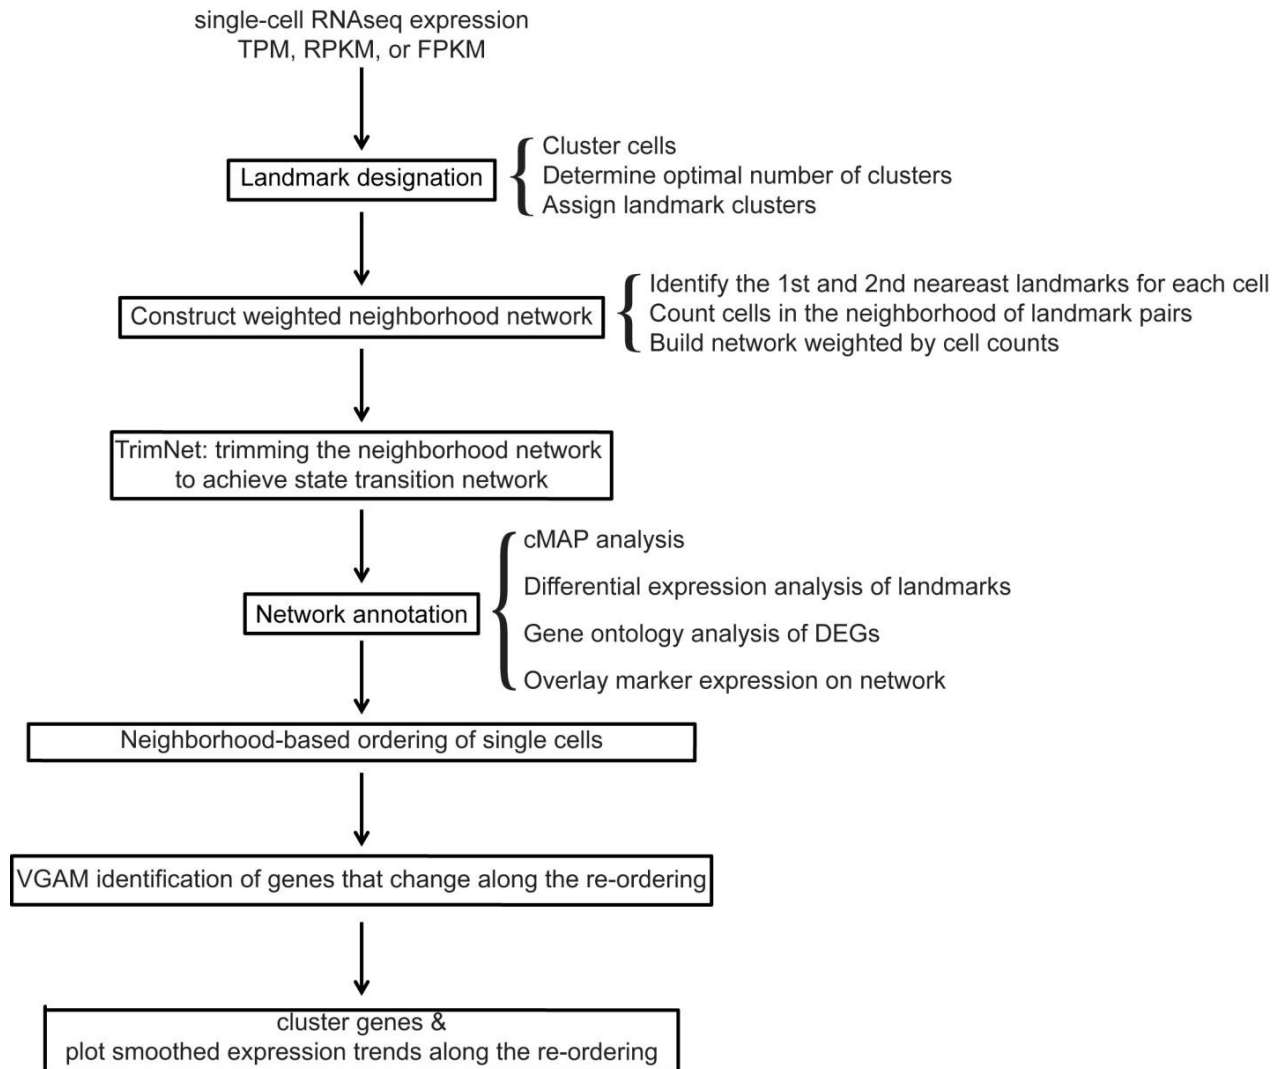 single-cell RNAseq expression
TPM, RPKM, or FPKM
Landmark designation
Cluster cells
Determine optimal number of clusters
Assign landmark clusters
Construct weighted neighborhood network
Identify the 1st and 2nd neareast landmarks for each cell
Count cells in the neighborhood of landmark pairs
Build network weighted by cell counts
TrimNet: trimming the neighborhood network
to achieve state transition network
Network annotation
cMAP analysis
Differential expression analysis of landmarks
Gene ontology analysis of DEGs
Overlay marker expression on network
Neighborhood-based ordering of single cells
VGAM identification of genes that change along the re-ordering
cluster genes &
plot smoothed expression trends along the re-ordering